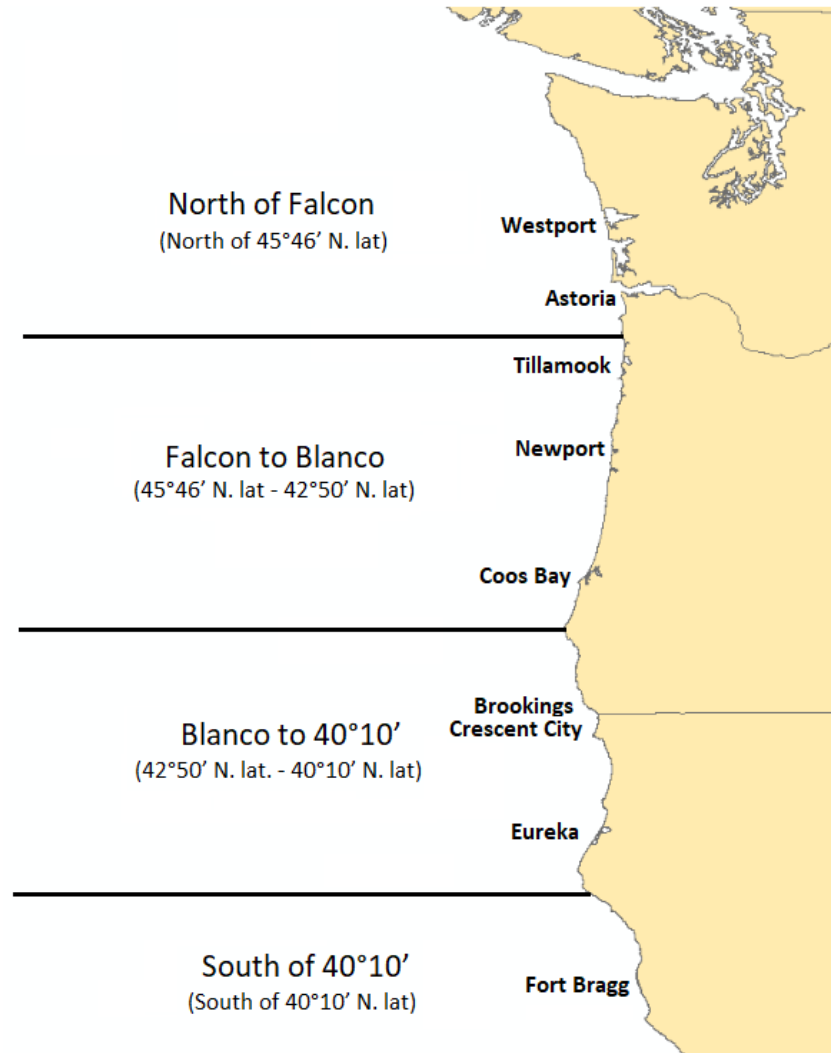 North of Falcon
(North of 45°46’ N. lat)
Westport
Astoria
Tillamook
Falcon to Blanco
(45°46’ N. lat - 42°50’ N. lat)
Newport
Coos Bay
Brookings
Crescent City
Blanco to 40°10’
(42°50’ N. lat. - 40°10’ N. lat)
Eureka
South of 40°10’
(South of 40°10’ N. lat)
Fort Bragg